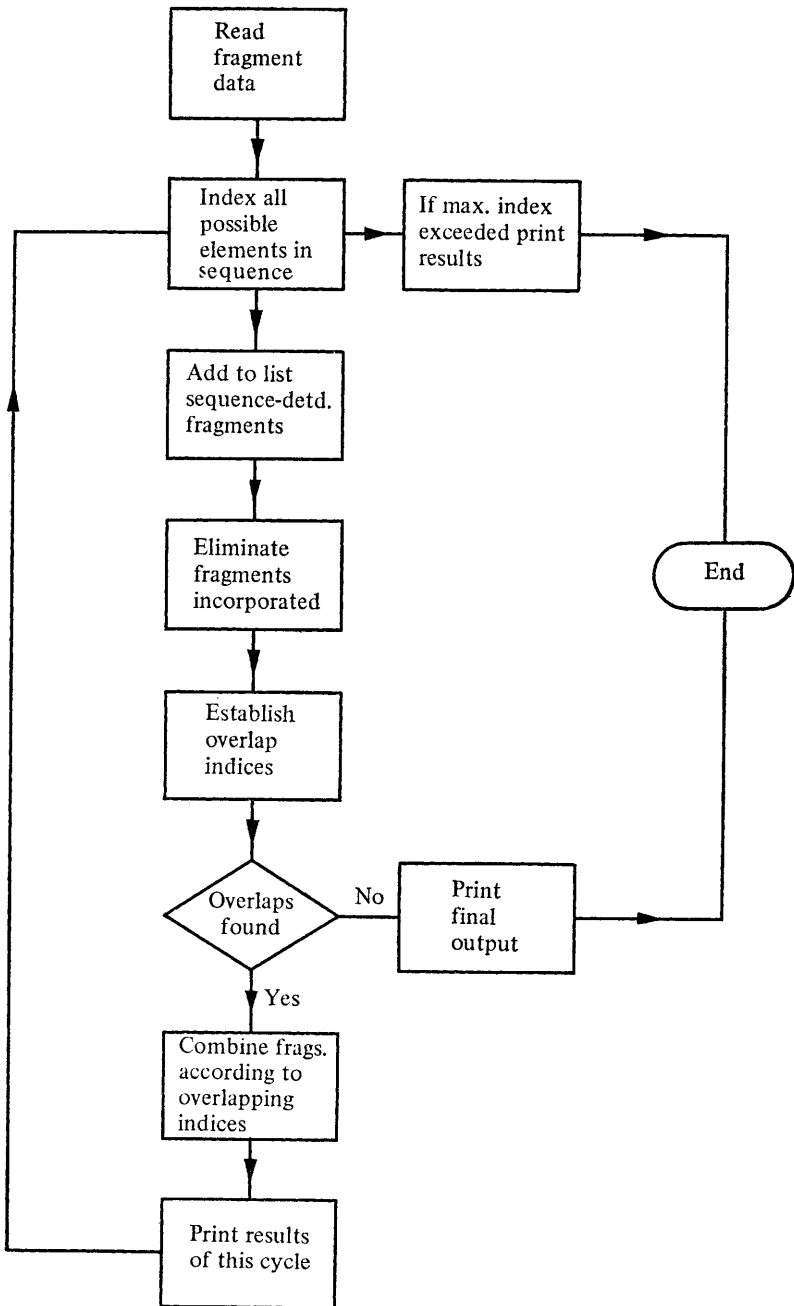 Read
fragment
data
Index all
possible
elements in
sequence
If max. index
exceeded print
results
Add to list
sequence-detd.
fragments
Eliminate
fragments
incorporated
End
Establish
overlap
indices
Overlaps
found
No
Print
final
output
Yes
Combine frags.
according to
overlapping
indices
Print results
of this cycle